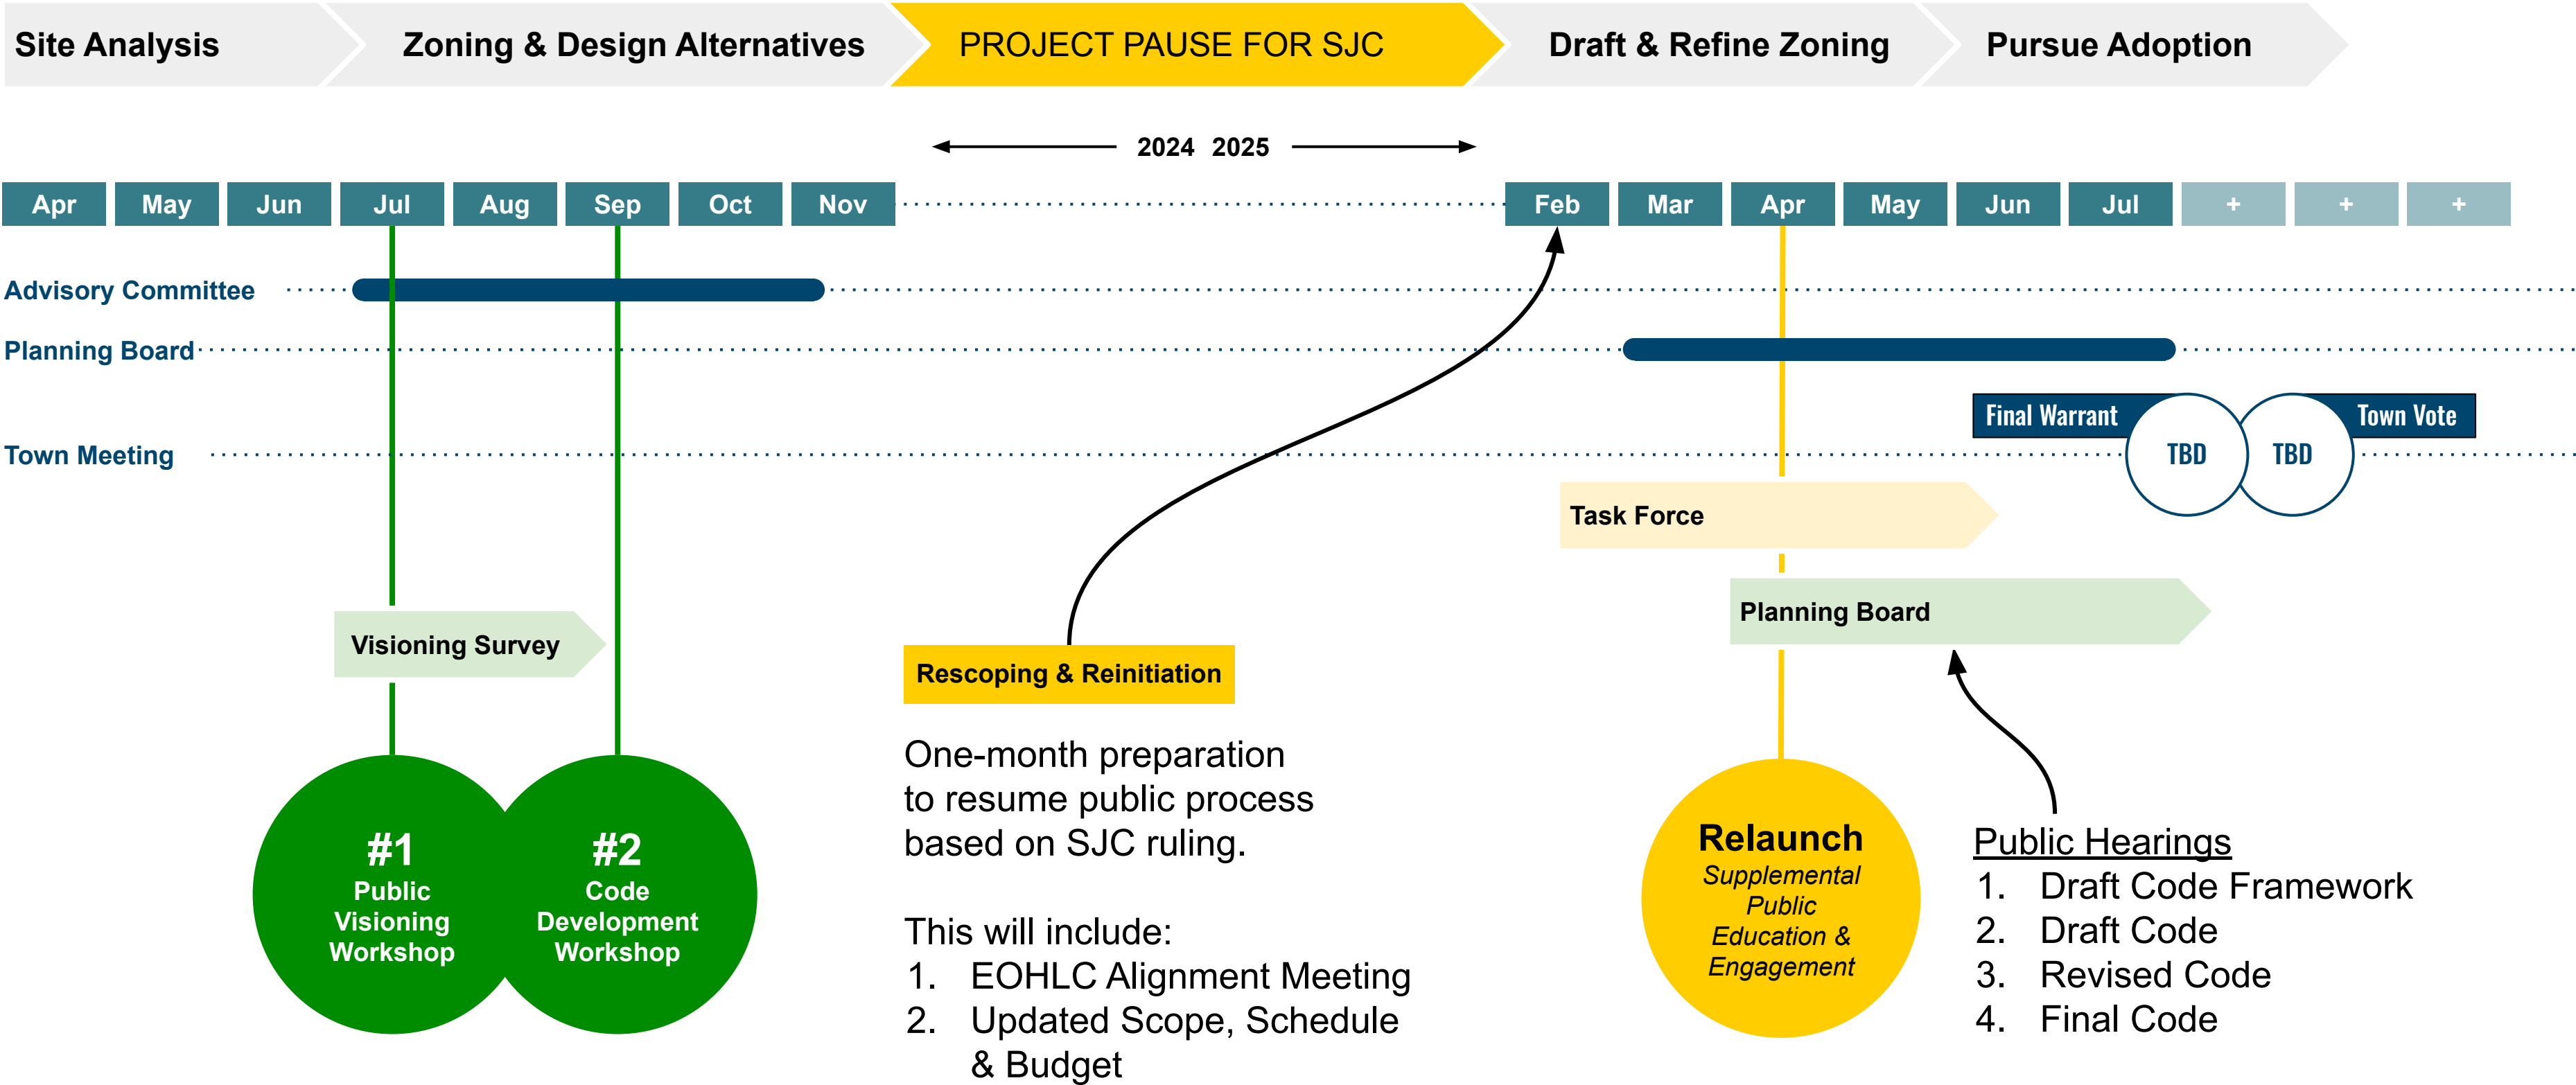 Site Analysis
Zoning & Design Alternatives
PROJECT PAUSE FOR SJC
Draft & Refine Zoning
Pursue Adoption
2024 2025
Apr May Jun Jul Aug Sep Oct Nov Feb Mar Apr May Jun Jul + + +
Advisory Committee
Planning Board
Final Warrant
Town Vote
Town Meeting
TBD
TBD
Task Force
Planning Board
Visioning Survey
Rescoping & Reinitiation
One-month preparation
to resume public process
based on SJC ruling.
This will include:
1. EOHLC Alignment Meeting
2. Updated Scope, Schedule
& Budget
#1
Public
Visioning
Workshop
#2
Code
Development
Workshop
Relaunch
Supplemental
Public
Education &
Engagement
Public Hearings
1. Draft Code Framework
2. Draft Code
3. Revised Code
4. Final Code